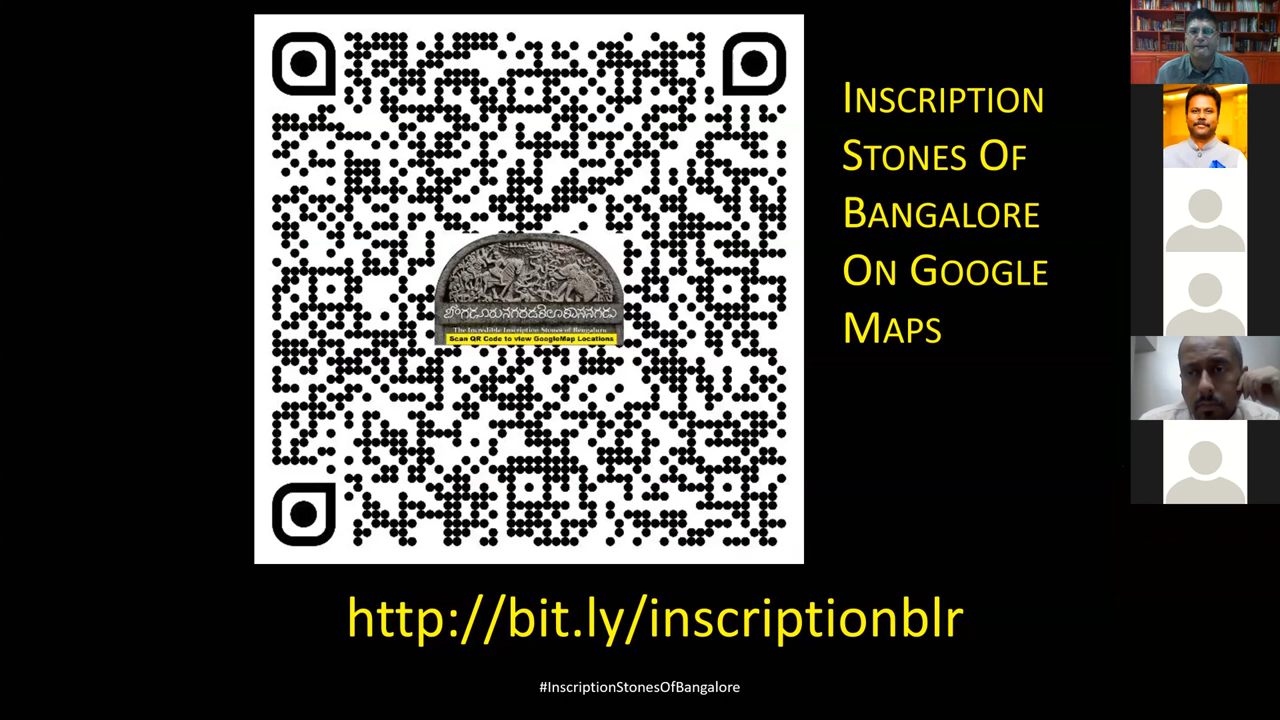 INSCRIPTION
STONES OF
BANGALORE
ON GOOGLE
MAPS
The Incredible Inscription Stones of Bengaluru
Scan QR Code to view GoogleMap Locations
http://bit.ly/inscriptionblr
#InscriptionStonesOfBangalore